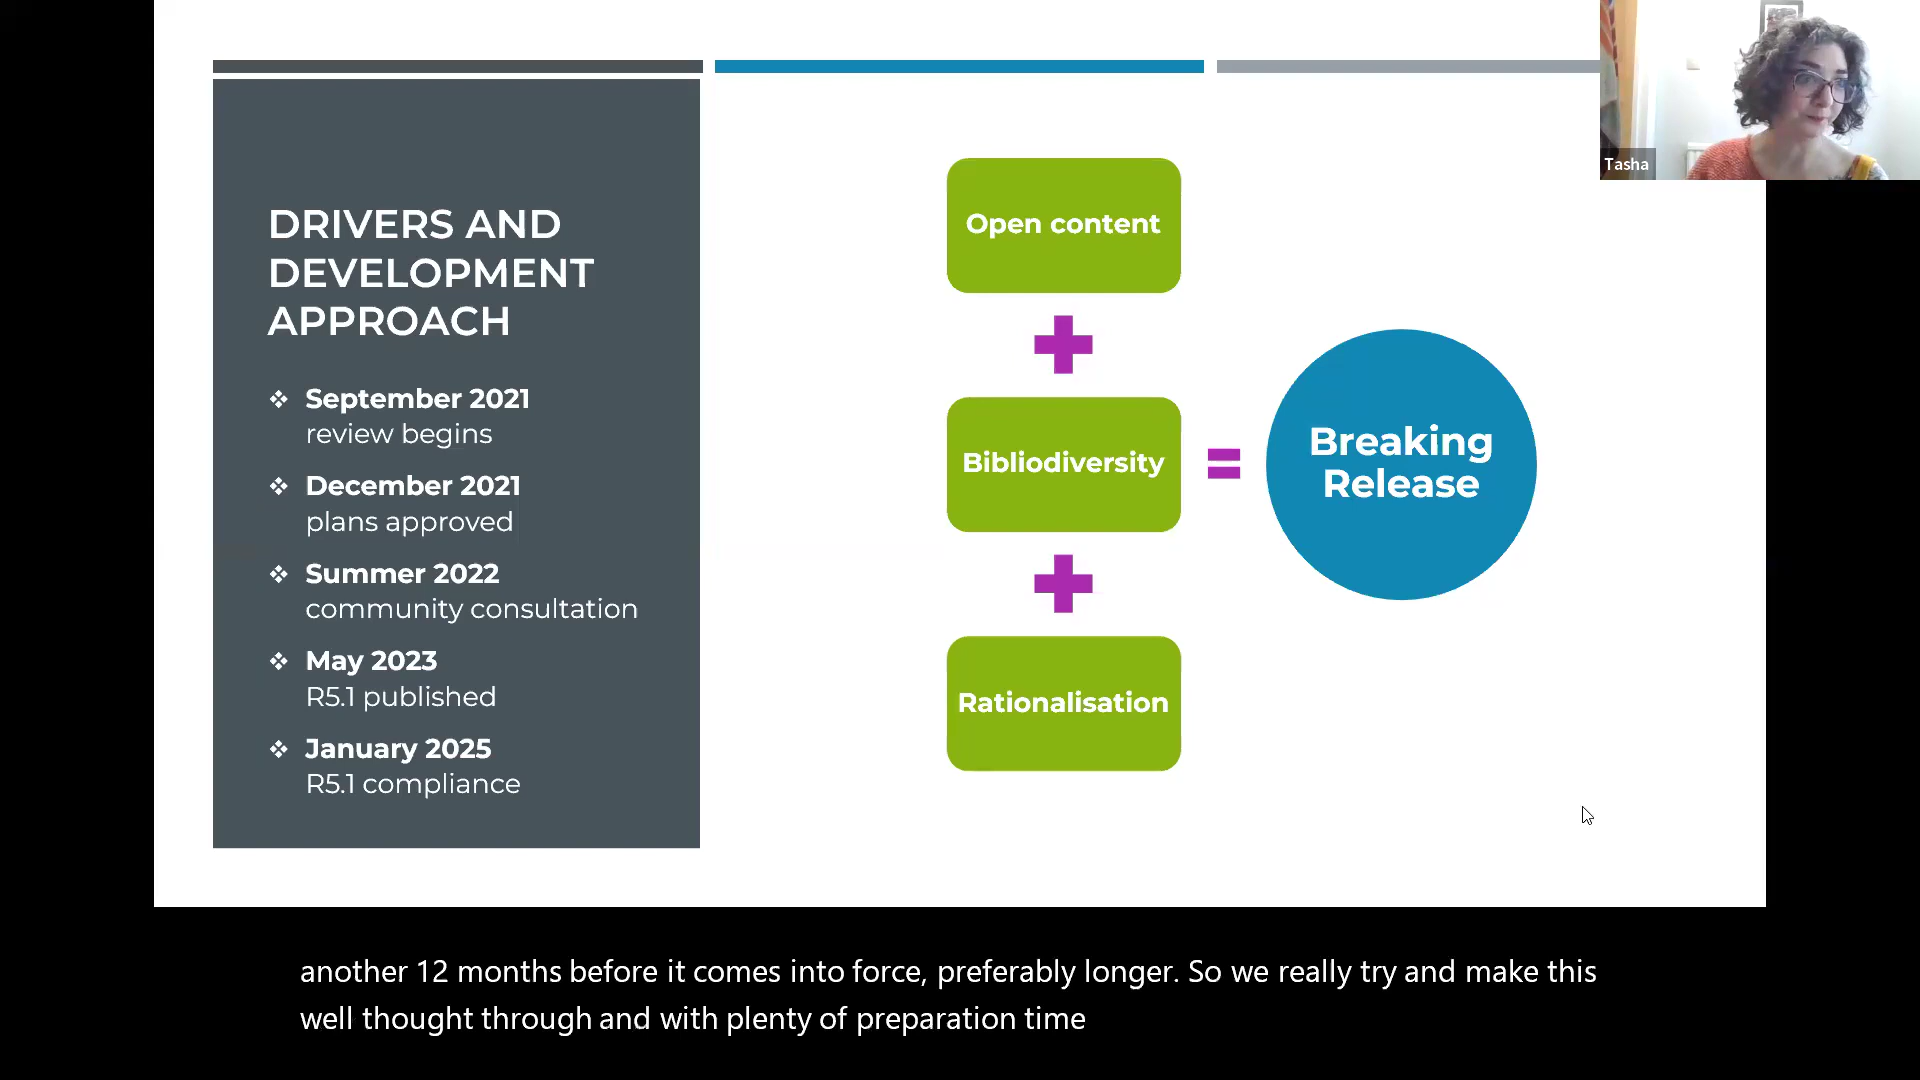 DRIVERS AND
DEVELOPMENT
APPROACH
❖ September 2021
review begins
❖ December 2021
plans approved
❖ Summer 2022
community consultation
❖ May 2023
R5.1 published
❖ January 2025
R5.1 compliance
Open content
Bibliodiversity
Rationalisation
Breaking
Release
Tasha
another 12 months before it comes into force, preferably longer. So we really try and make this
well thought through and with plenty of preparation time